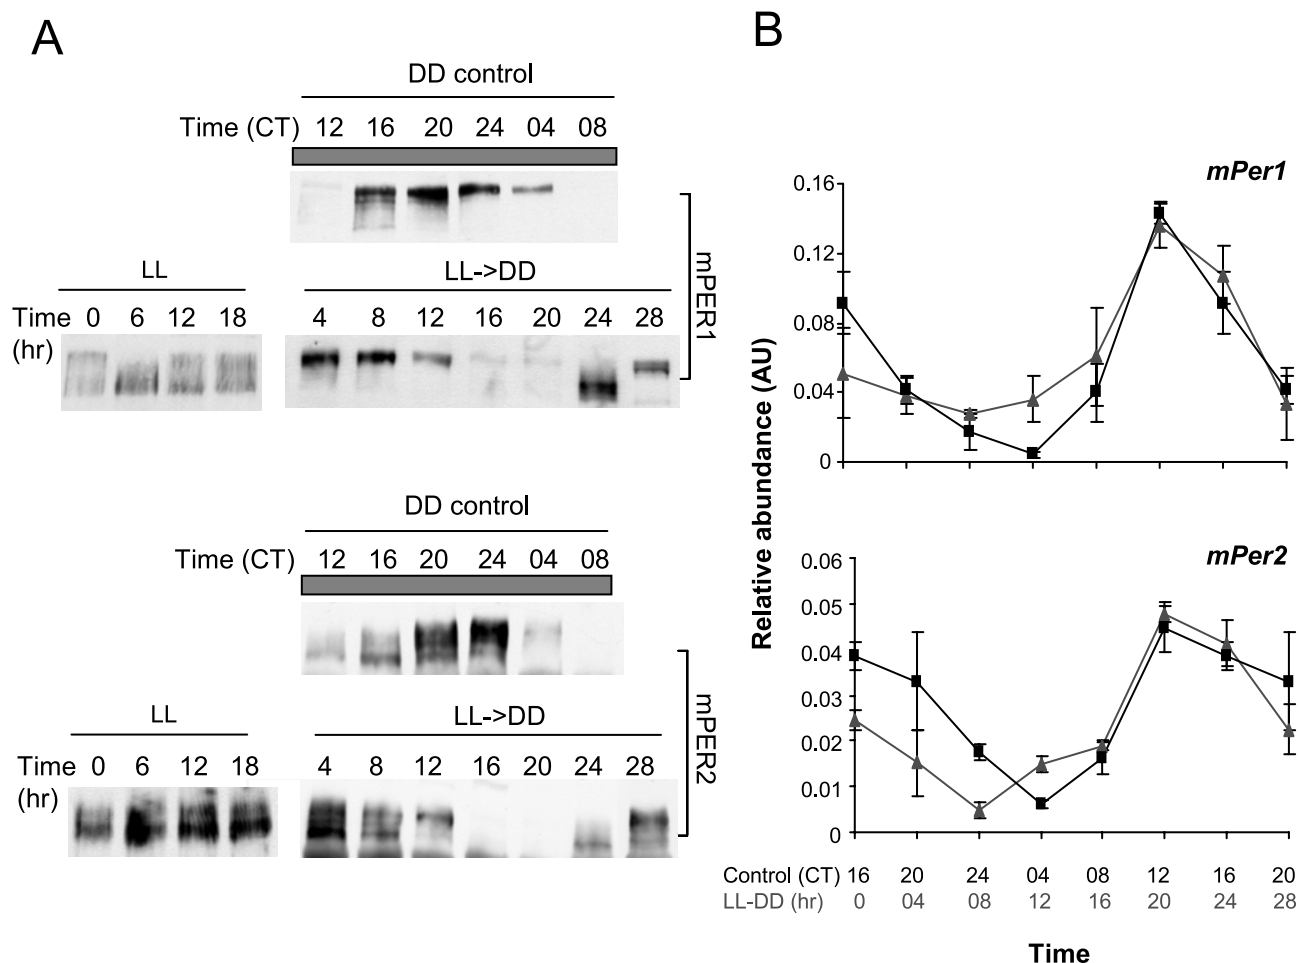 A
DD control
Time (CT) 12 16 20 24 04 08
mPER1
LL
LL->DD
Time 0 6 12 18 4 8 12 16 20 24 28
(hr)
DD control
Time (CT) 12 16 20 24 04 08
mPER2
LL
LL->DD
Time 0 6 12 18 4 8 12 16 20 24 28
(hr)
B
mPer1
0.16
0.12
0.08
0.04
0
Relative abundance (AU)
mPer2
0.06
0.05
0.04
0.03
0.02
0.01
0
Control (CT) 16 20 24 04 08 12 16 20
LL-DD (hr) 0 04 08 12 16 20 24 28
Time